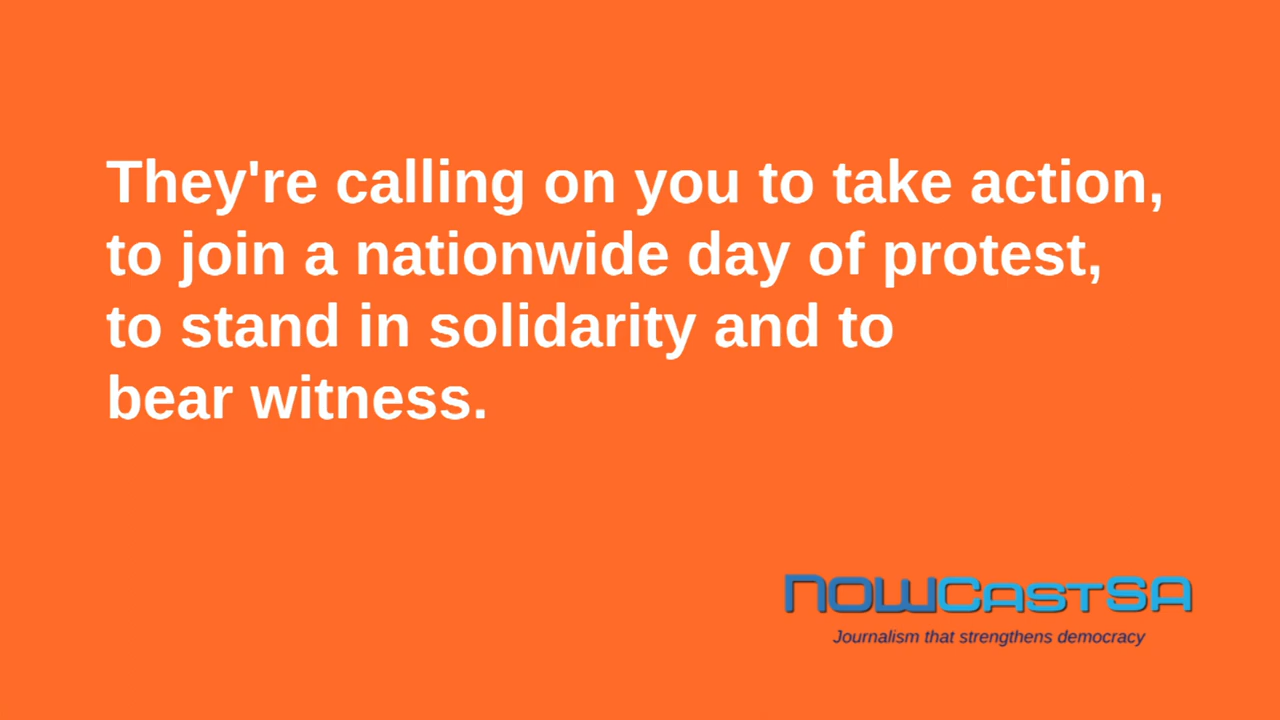 They're calling on you to take action,
to join a nationwide day of protest,
to stand in solidarity and to
bear witness.
NOWCastSA
Journalism that strengthens democracy